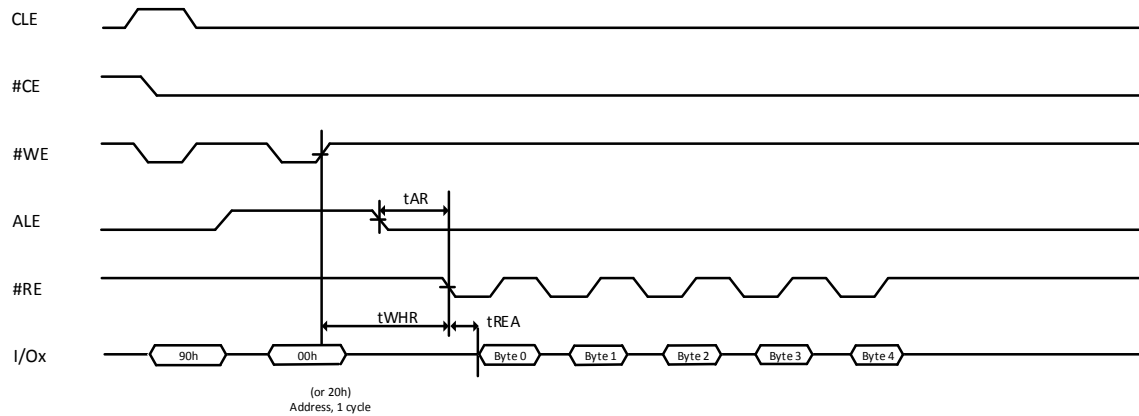 CLE
#CE
#WE
ALE
tAR
#RE
tWHR
tREA
I/Ox
90h
00h
Byte 0
Byte 1
Byte 2
Byte 3
Byte 4
(or 20h)
Address, 1 cycle